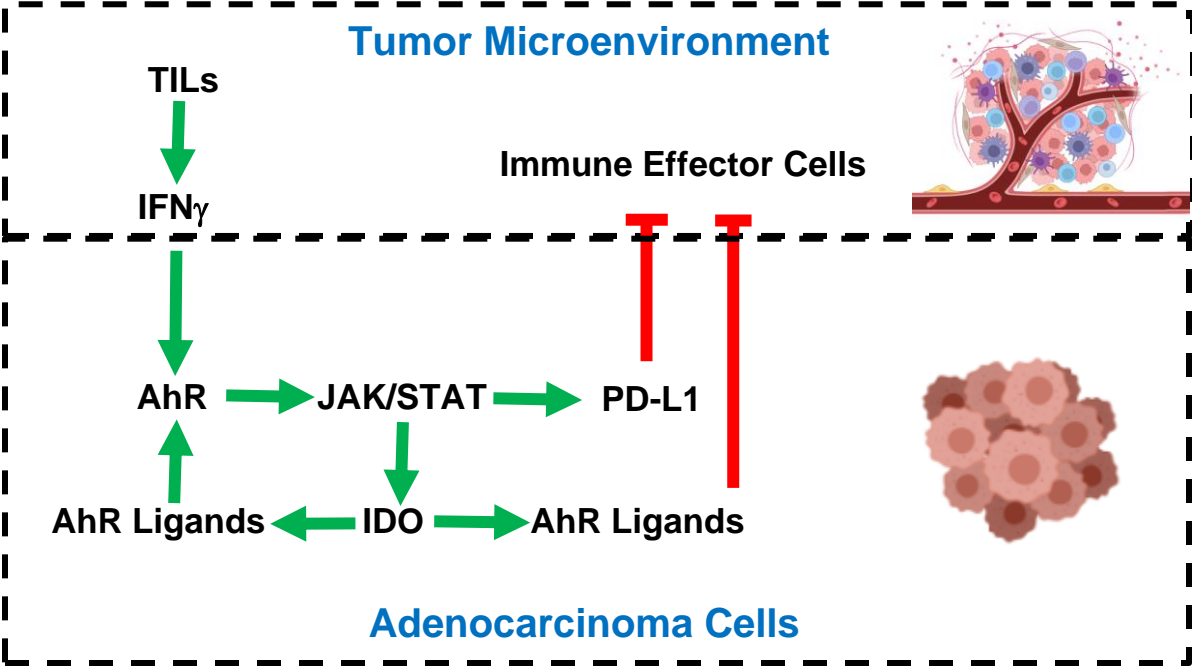 Tumor Microenvironment
TILs
Immune Effector Cells
IFNγ
AhR
JAK/STAT
PD-L1
AhR Ligands
IDO
AhR Ligands
Adenocarcinoma Cells